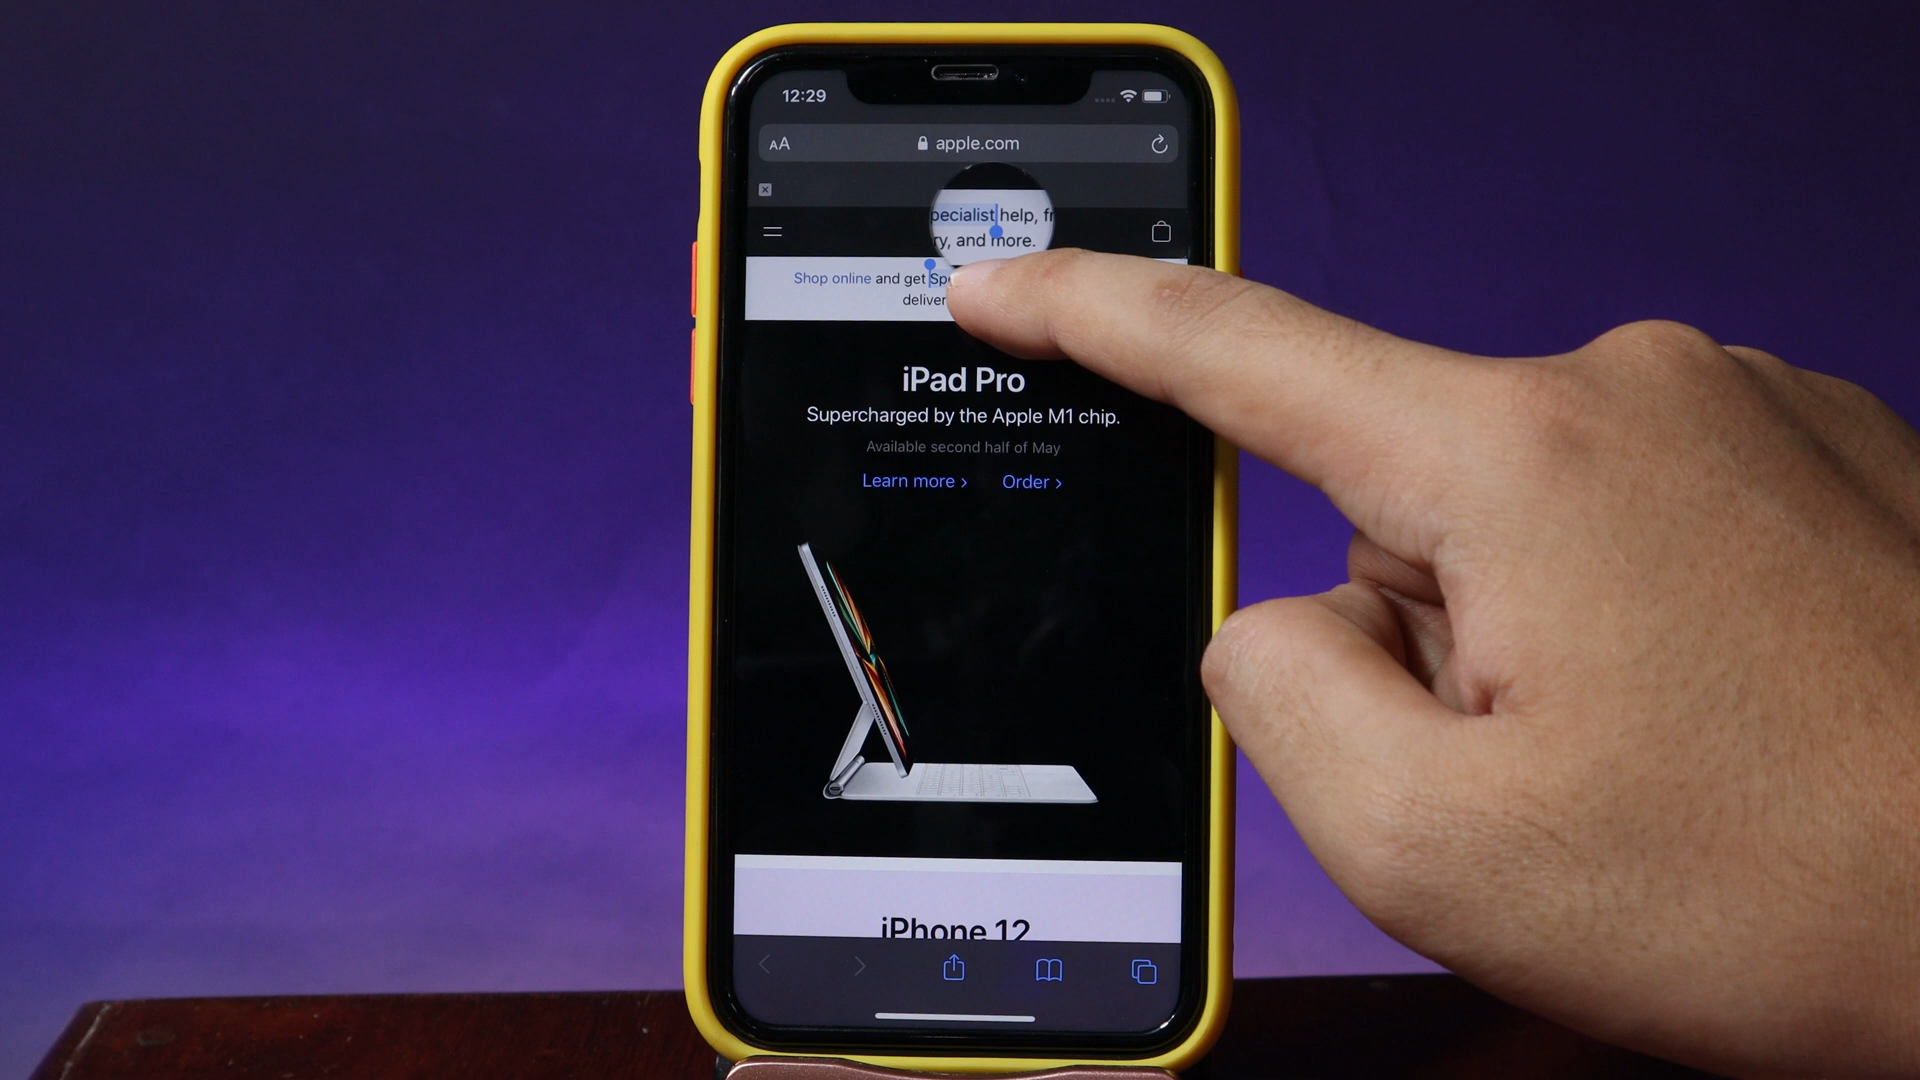 12:29
AA apple.com
pecialist help, fr
ry, and more.
Shop online and get Spe
deliver
iPad Pro
Supercharged by the Apple M1 chip.
Available second half of May
Learn more > Order >
iPhone 12